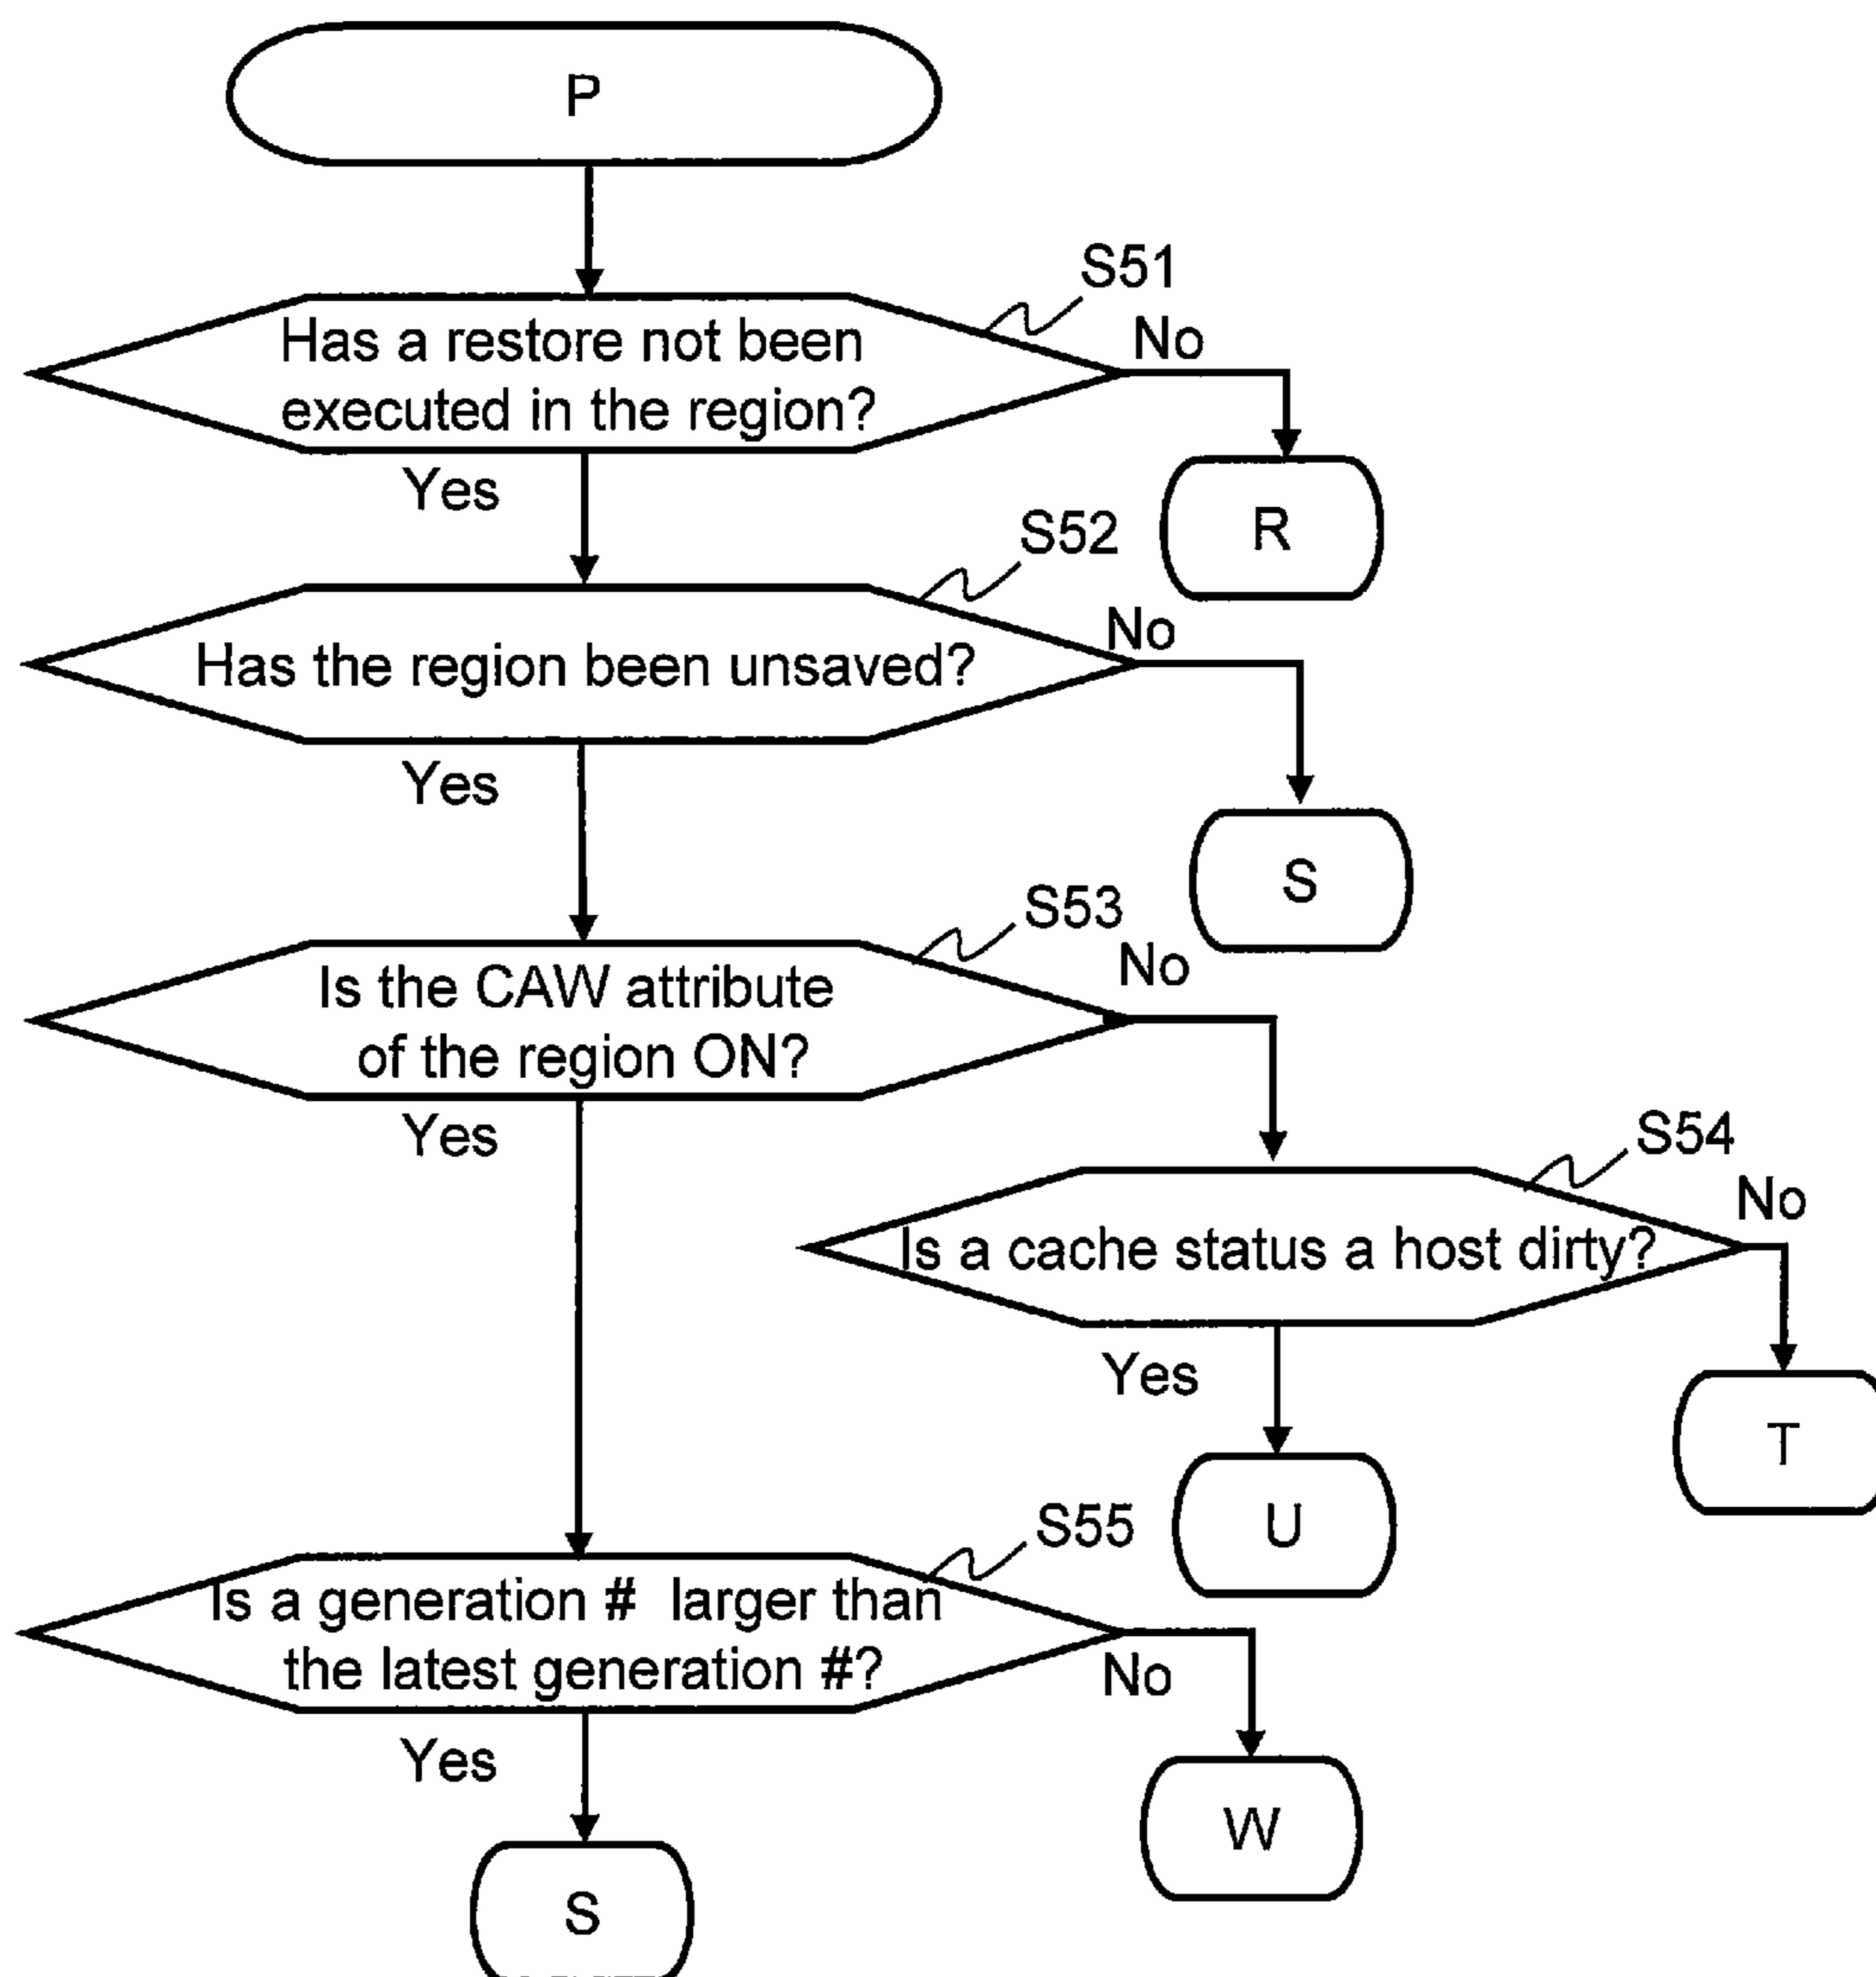 P
S51
Has a restore not been
executed in the region?
No
Yes
R
S52
Has the region been unsaved?
No
Yes
S
S53
Is the CAW attribute
of the region ON?
No
Yes
S54
Is a cache status a host dirty?
No
Yes
T
U
S55
Is a generation # larger than
the latest generation #?
No
Yes
W
S